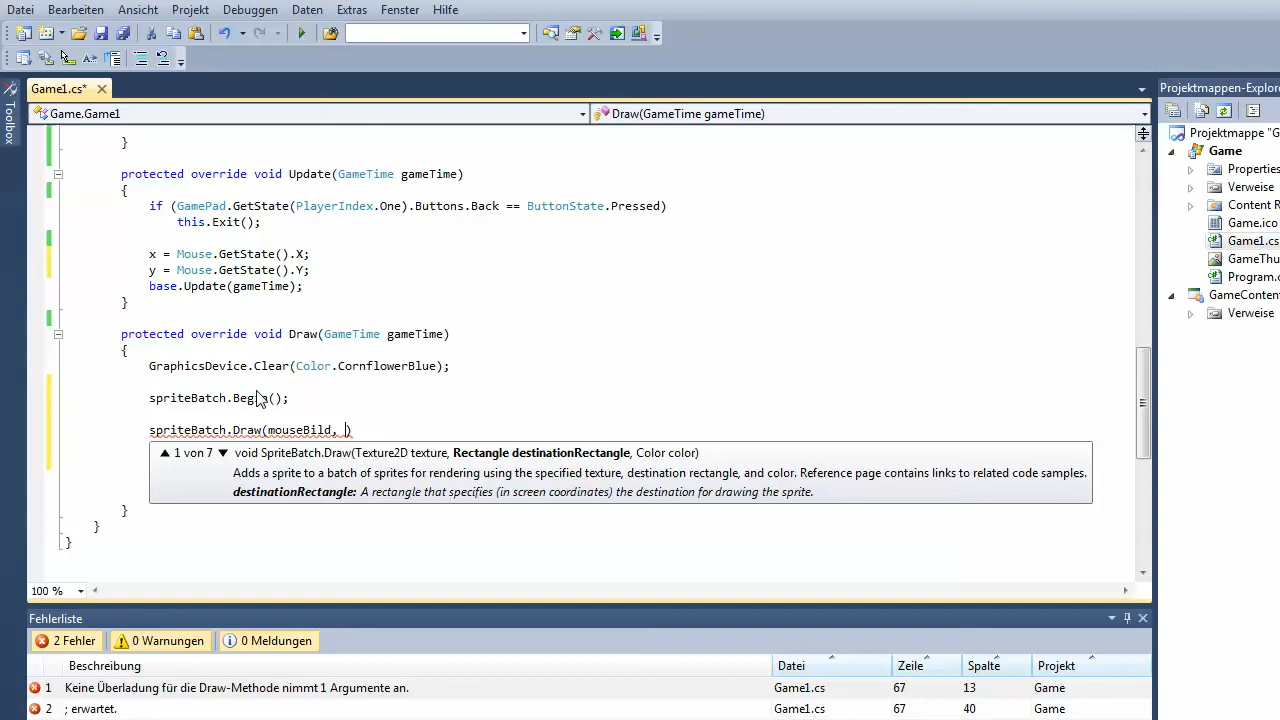 Datei Bearbeiten Ansicht Projekt Debuggen Daten Extras Fenster Hilfe
Game1.cs*
Projektmappen-Explore
Toolbox
Game.Game1
Draw(GameTime gameTime)
}
protected override void Update(GameTime gameTime)
{
if (GamePad.GetState(PlayerIndex.One).Buttons.Back == ButtonState.Pressed)
this.Exit();
x = Mouse.GetState().X;
y = Mouse.GetState().Y;
base.Update(gameTime);
}
protected override void Draw(GameTime gameTime)
{
GraphicsDevice.Clear(Color.CornflowerBlue);
spriteBatch.Begin();
spriteBatch.Draw(mouseBild, )
1 von 7 void SpriteBatch.Draw(Texture2D texture, Rectangle destinationRectangle, Color color)
Adds a sprite to a batch of sprites for rendering using the specified texture, destination rectangle, and color. Reference page contains links to related code samples.
destinationRectangle: A rectangle that specifies (in screen coordinates) the destination for drawing the sprite.
}
}
}
100 %
Projektmappe "G
Game
Properties
Verweise
Content R
Game.ico
Game1.cs
GameThu
Program.c
GameContent
Verweise
Fehlerliste
2 Fehler 0 Warnungen 0 Meldungen
Beschreibung Datei Zeile Spalte Projekt
1 Keine Überladung für die Draw-Methode nimmt 1 Argumente an. Game1.cs 67 13 Game
2 ; erwartet. Game1.cs 67 40 Game